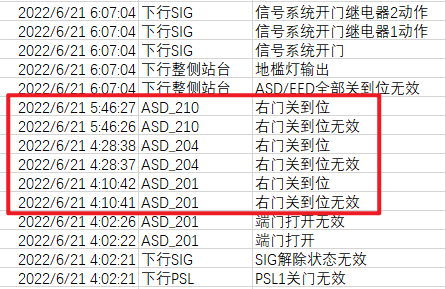 2022/6/21 6:07:04 下行SIG 信号系统开门继电器2动作
2022/6/21 6:07:04 下行SIG 信号系统开门继电器1动作
2022/6/21 6:07:04 下行SIG 信号系统开门
2022/6/21 6:07:04 下行整侧站台 地槛灯输出
2022/6/21 6:07:04 下行整侧站台 ASD/EED全部关到位无效
2022/6/21 5:46:27 ASD_210 右门关到位
2022/6/21 5:46:26 ASD_210 右门关到位无效
2022/6/21 4:28:38 ASD_204 右门关到位
2022/6/21 4:28:37 ASD_204 右门关到位无效
2022/6/21 4:10:42 ASD_201 右门关到位
2022/6/21 4:10:41 ASD_201 右门关到位无效
2022/6/21 4:02:26 ASD_201 端门打开无效
2022/6/21 4:02:22 ASD_201 端门打开
2022/6/21 4:02:21 下行SIG SIG解除状态无效
2022/6/21 4:02:21 下行PSL PSL1关门无效